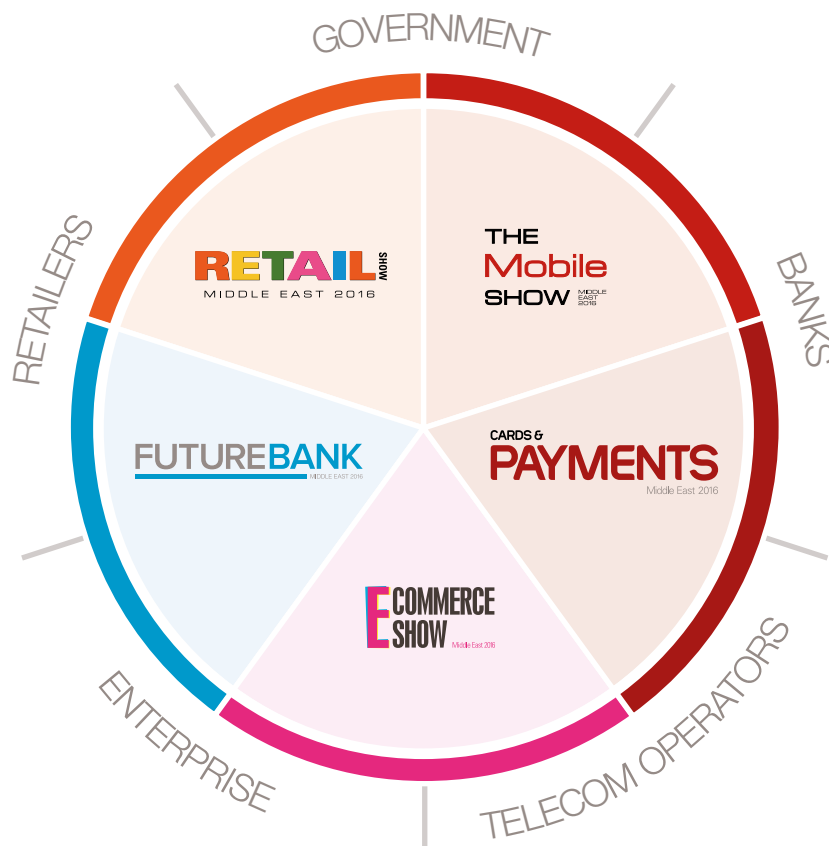 GOVERNMENT
RETAILERS
BANKS
RETAIL SHOW
MIDDLE EAST 2016
THE
Mobile
SHOW MIDDLE EAST 2016
FUTUREBANK
MIDDLE EAST 2016
CARDS &
PAYMENTS
Middle East 2016
E COMMERCE
SHOW Middle East 2016
ENTERPRISE
TELECOM OPERATORS